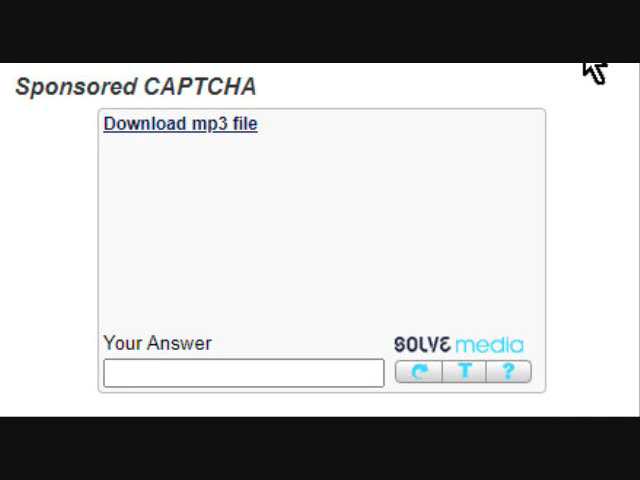 Sponsored CAPTCHA
Download mp3 file
Your Answer
SOLVE media
T ?